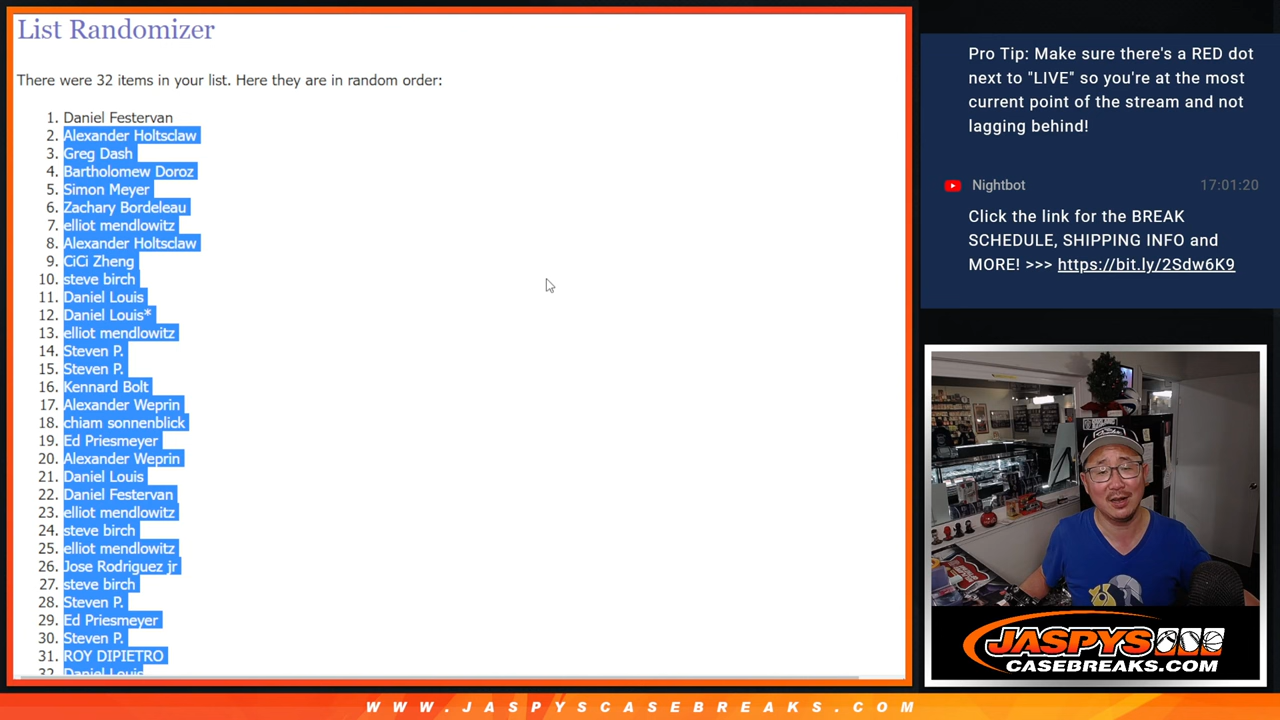 List Randomizer
There were 32 items in your list. Here they are in random order:
1. Daniel Festervan
2. Alexander Holtsclaw
3. Greg Dash
4. Bartholomew Doroz
5. Simon Meyer
6. Zachary Bordeleau
7. elliot mendlowitz
8. Alexander Holtsclaw
9. CiCi Zheng
10. steve birch
11. Daniel Louis
12. Daniel Louis*
13. elliot mendlowitz
14. Steven P.
15. Steven P.
16. Kennard Bolt
17. Alexander Weprin
18. chiam sonnenblick
19. Ed Priesmeyer
20. Alexander Weprin
21. Daniel Louis
22. Daniel Festervan
23. elliot mendlowitz
24. steve birch
25. elliot mendlowitz
26. Jose Rodriguez jr
27. steve birch
28. Steven P.
29. Ed Priesmeyer
30. Steven P.
31. ROY DIPIETRO
32. Daniel Louis
Pro Tip: Make sure there's a RED dot
next to "LIVE" so you're at the most
current point of the stream and not
lagging behind!
Nightbot 17:01:20
Click the link for the BREAK
SCHEDULE, SHIPPING INFO and
MORE! >>> https://bit.ly/2Sdw6K9
JASPYS
CASEBREAKS.COM
WWW.JASPYSCASEBREAKS.COM